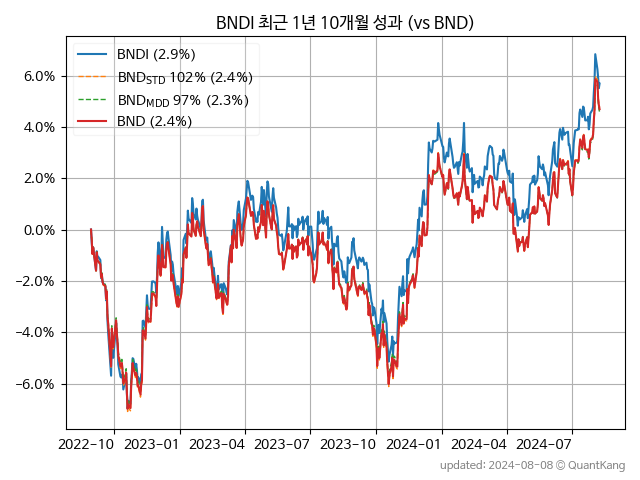 BNDI 최근 1년 10개월 성과 (vs BND)
BNDI (2.9%)
BND_STD 102% (2.4%)
BND_MDD 97% (2.3%)
BND (2.4%)
6.0%
4.0%
2.0%
0.0%
−2.0%
−4.0%
−6.0%
2022-10 2023-01 2023-04 2023-07 2023-10 2024-01 2024-04 2024-07
updated: 2024-08-08 © QuantKang